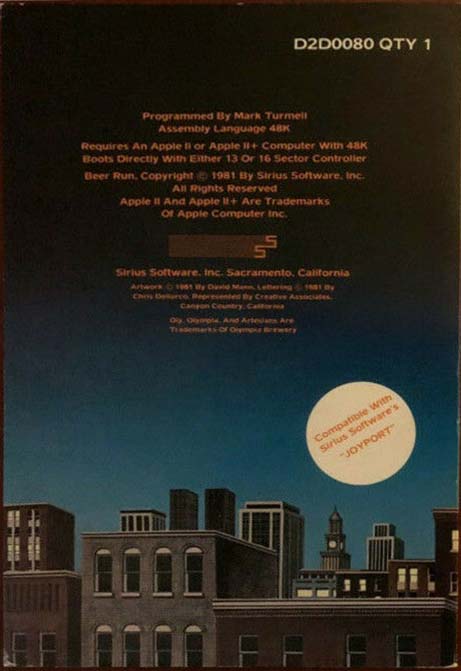 D2D0080 QTY 1
Programmed By Mark Turmell
Assembly Language 48K
Requires An Apple II or Apple II+ Computer With 48K
Boots Directly With Either 13 Or 16 Sector Controller
Beer Run, Copyright © 1981 By Sirius Software, Inc.
All Rights Reserved
Apple II And Apple II+ Are Trademarks
Of Apple Computer Inc.
SS
Sirius Software, Inc. Sacramento, California
Artwork © 1981 By David Mann, Lettering © 1981 By
Chris Dellorco, Represented By Creative Associates,
Canyon Country, California
Oly, Olympia, And Artesians Are
Trademarks Of Olympia Brewery
Compatible With
Sirius Software's
"JOYPORT"